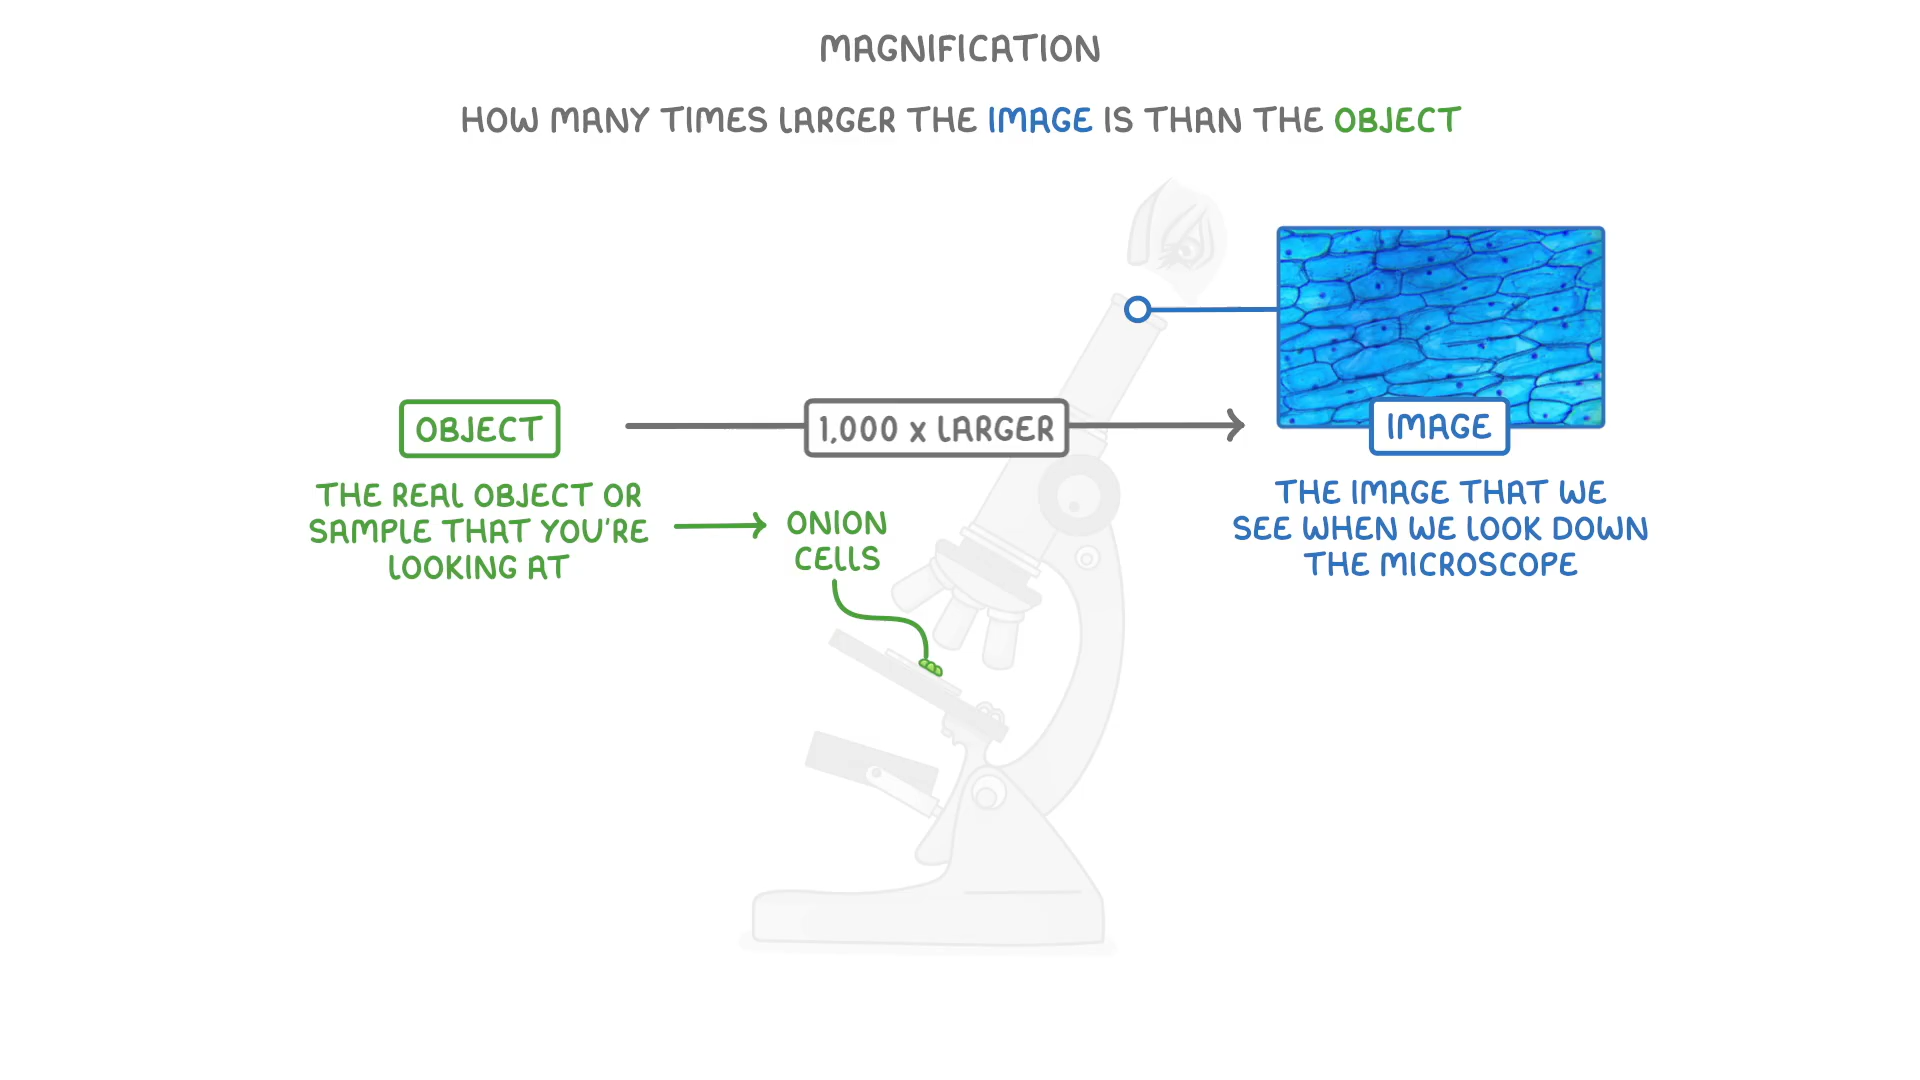 MAGNIFICATION
HOW MANY TIMES LARGER THE IMAGE IS THAN THE OBJECT
OBJECT
THE REAL OBJECT OR
SAMPLE THAT YOU'RE
LOOKING AT
ONION
CELLS
1,000 x LARGER
IMAGE
THE IMAGE THAT WE
SEE WHEN WE LOOK DOWN
THE MICROSCOPE